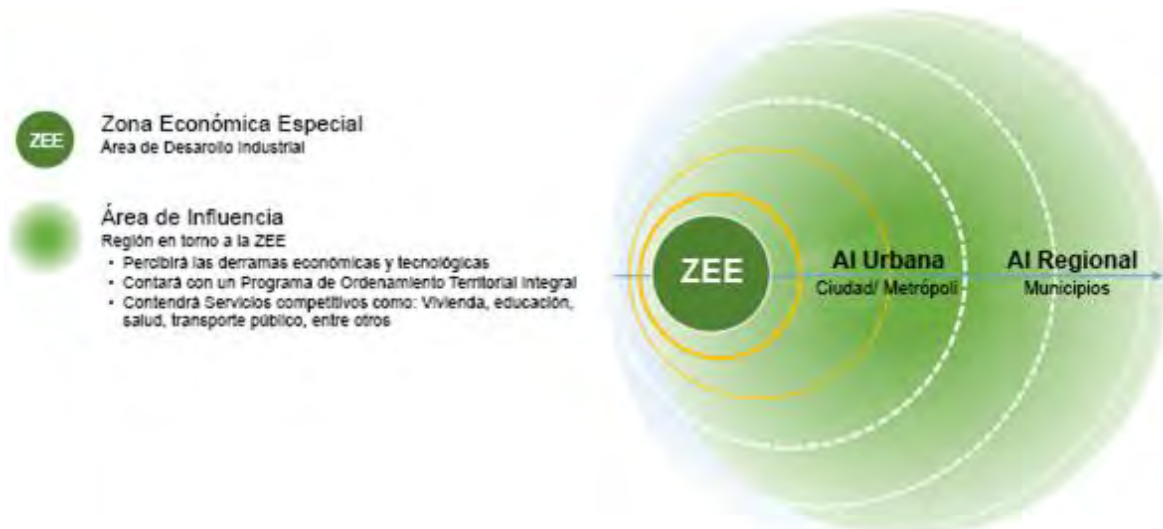 ZEE
Zona Económica Especial
Área de Desarollo Industrial
Área de Influencia
Región en torno a la ZEE
• Percibirá las derramas económicas y tecnológicas
• Contará con un Programa de Ordenamiento Territorial Integral
• Contendrá Servicios competitivos como: Vivienda, educación,
salud, transporte público, entre otros
ZEE
AI Urbana
Ciudad/ Metrópoli
AI Regional
Municipios